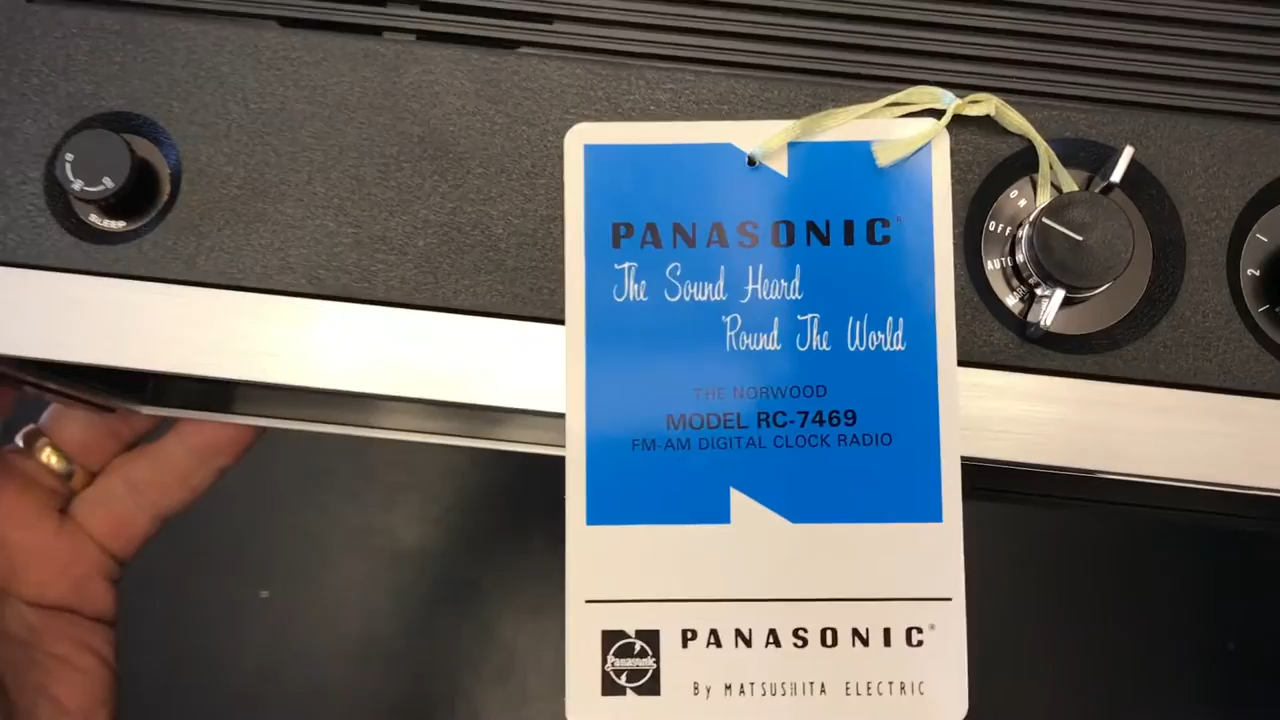 SLEEP
PANASONIC®
The Sound Heard
'Round The World
THE NORWOOD
MODEL RC-7469
FM-AM DIGITAL CLOCK RADIO
Panasonic
PANASONIC®
By MATSUSHITA ELECTRIC
ON
OFF
AUTO
2